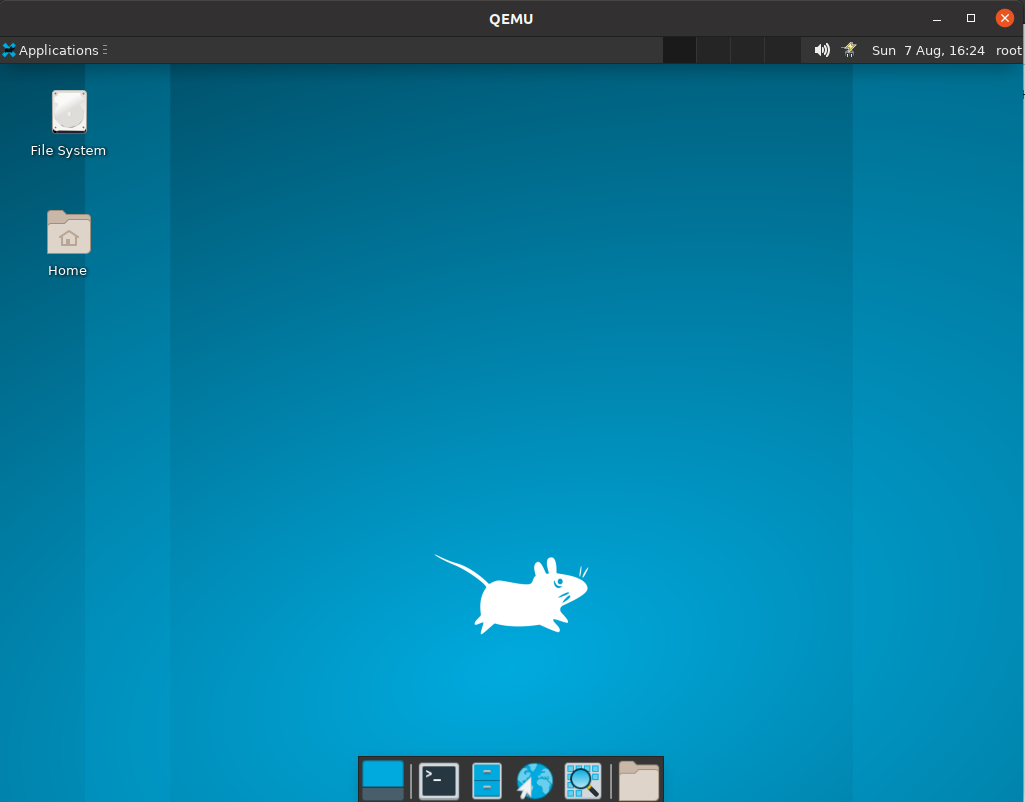 QEMU
Applications
Sun 7 Aug, 16:24 root
File System
Home
>_